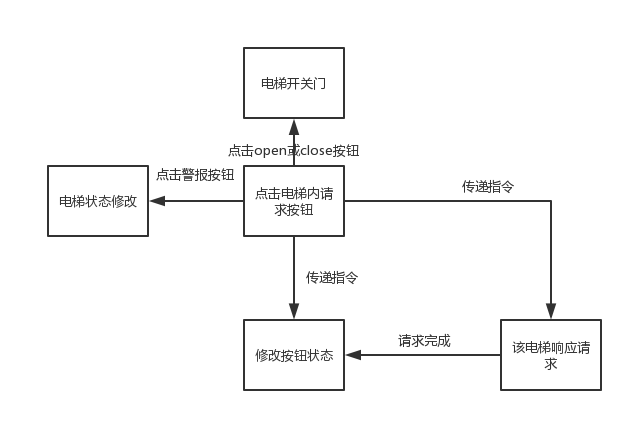 电梯开关门
点击open或close按钮
点击警报按钮
电梯状态修改
点击电梯内请
求按钮
传递指令
传递指令
修改按钮状态
请求完成
该电梯响应请
求